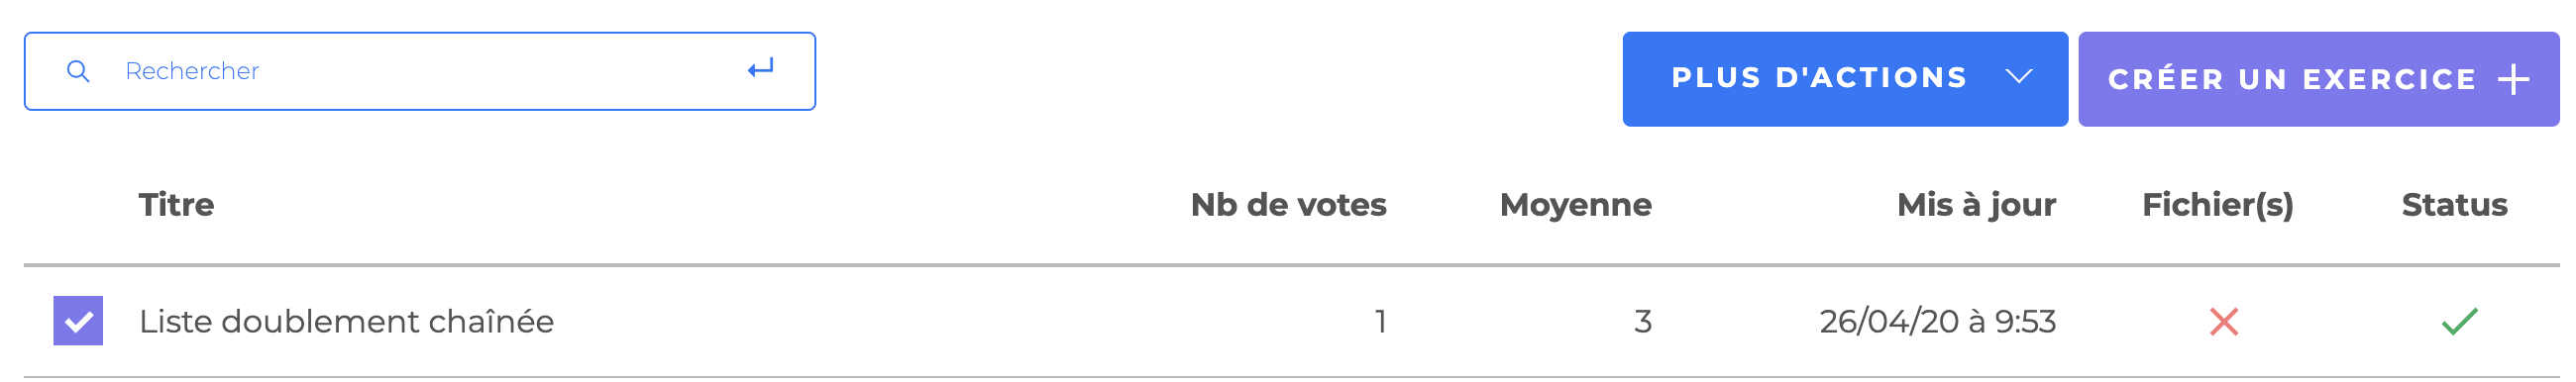 Rechercher
PLUS D'ACTIONS
CRÉER UN EXERCICE
Titre Nb de votes Moyenne Mis à jour Fichier(s) Status
Liste doublement chaînée 1 3 26/04/20 à 9:53